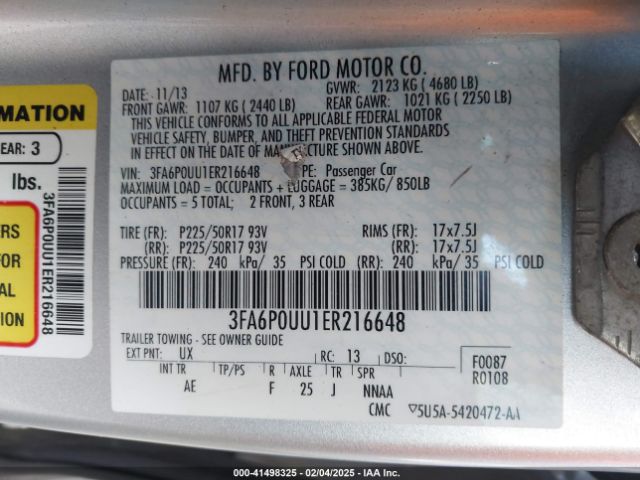 MATION
EAR: 3
lbs.
ERS
FOR
AL
ION
3FA6P0UU1ER216648
MFD. BY FORD MOTOR CO.
DATE: 11/13 GVWR: 2123 KG ( 4680 LB)
FRONT GAWR: 1107 KG ( 2440 LB) REAR GAWR: 1021 KG ( 2250 LB)
THIS VEHICLE CONFORMS TO ALL APPLICABLE FEDERAL MOTOR
VEHICLE SAFETY, BUMPER, AND THEFT PREVENTION STANDARDS
IN EFFECT ON THE DATE OF MANUFACTURE SHOWN ABOVE.
VIN: 3FA6P0UU1ER216648 PE: Passenger Car
MAXIMUM LOAD = OCCUPANTS + LUGGAGE = 385KG/ 850LB
OCCUPANTS = 5 TOTAL; 2 FRONT, 3 REAR
TIRE (FR): P225/50R17 93V RIMS (FR): 17x7.5J
(RR): P225/50R17 93V (RR): 17x7.5J
PRESSURE (FR): 240 kPa/ 35 PSI COLD (RR): 240 kPa/ 35 PSI COLD
3FA6P0UU1ER216648
TRAILER TOWING - SEE OWNER GUIDE
EXT PNT: UX RC: 13 DSO: F0087
R0108
INT TR TP/PS R AXLE TR SPR
AE F 25 J NNAA
CMC ▽5U5A-5420472-AA
000-41498325 - 02/04/2025 - IAA Inc.